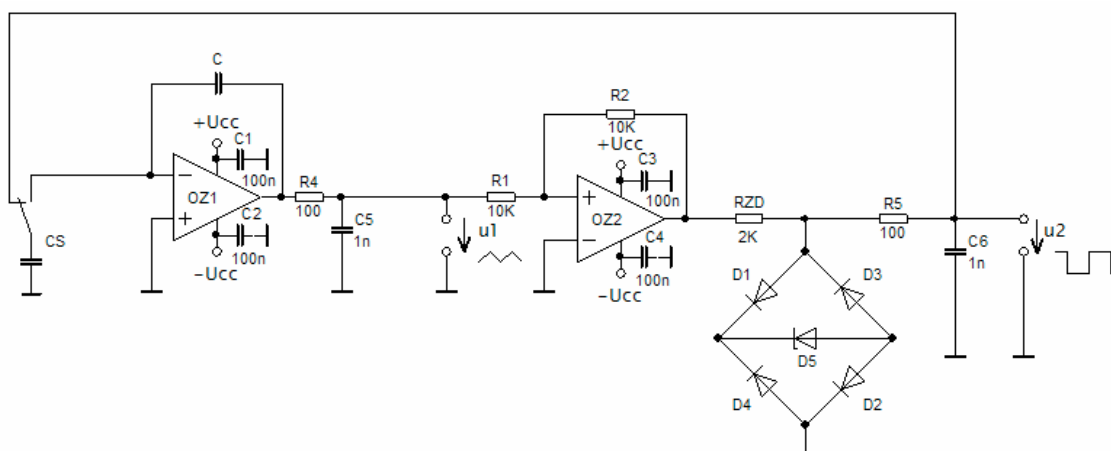 C
+Ucc
C1
100n
OZ1
C2
100n
−Ucc
CS
R4
100
C5
1n
u1
R1
10K
R2
10K
+Ucc
C3
100n
OZ2
C4
100n
−Ucc
RZD
2K
R5
100
C6
1n
u2
D1
D3
D5
D4
D2